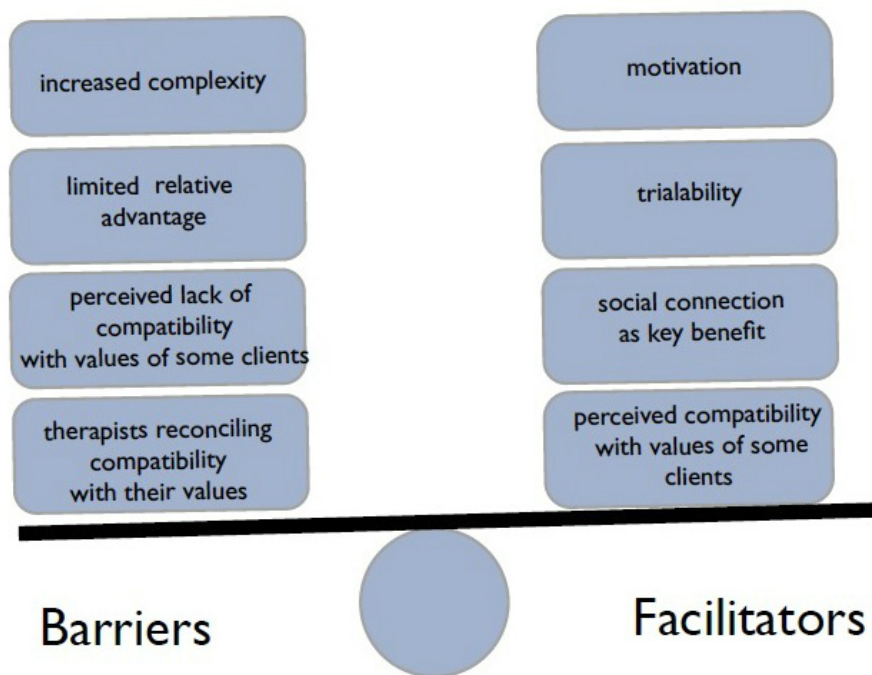 increased complexity
limited relative
advantage
perceived lack of
compatibility
with values of some clients
therapists reconciling
compatibility
with their values
motivation
trialability
social connection
as key benefit
perceived compatibility
with values of some
clients
Barriers
Facilitators